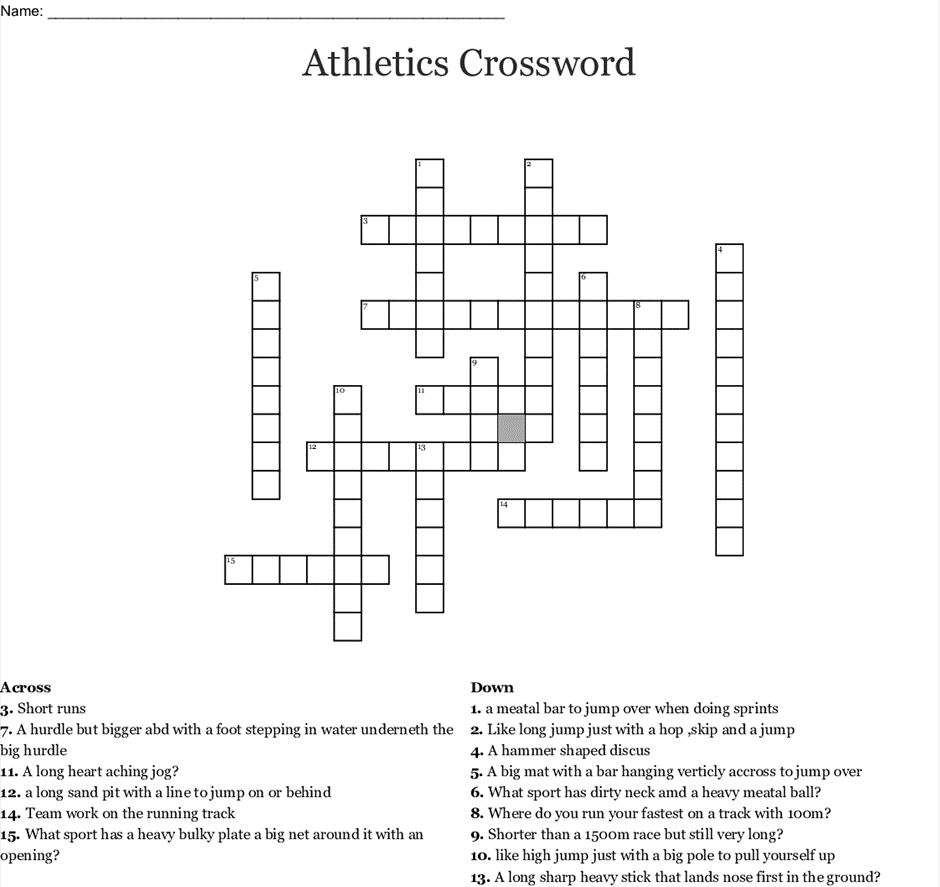 Name: ______________________________________________________
Athletics Crossword
1
2
3
4
5
6
7
8
9
10
11
12
13
14
15
Across
3. Short runs
7. A hurdle but bigger abd with a foot stepping in water underneth the
big hurdle
11. A long heart aching jog?
12. a long sand pit with a line to jump on or behind
14. Team work on the running track
15. What sport has a heavy bulky plate a big net around it with an
opening?
Down
1. a meatal bar to jump over when doing sprints
2. Like long jump just with a hop ,skip and a jump
4. A hammer shaped discus
5. A big mat with a bar hanging verticly accross to jump over
6. What sport has dirty neck amd a heavy meatal ball?
8. Where do you run your fastest on a track with 100m?
9. Shorter than a 1500m race but still very long?
10. like high jump just with a big pole to pull yourself up
13. A long sharp heavy stick that lands nose first in the ground?